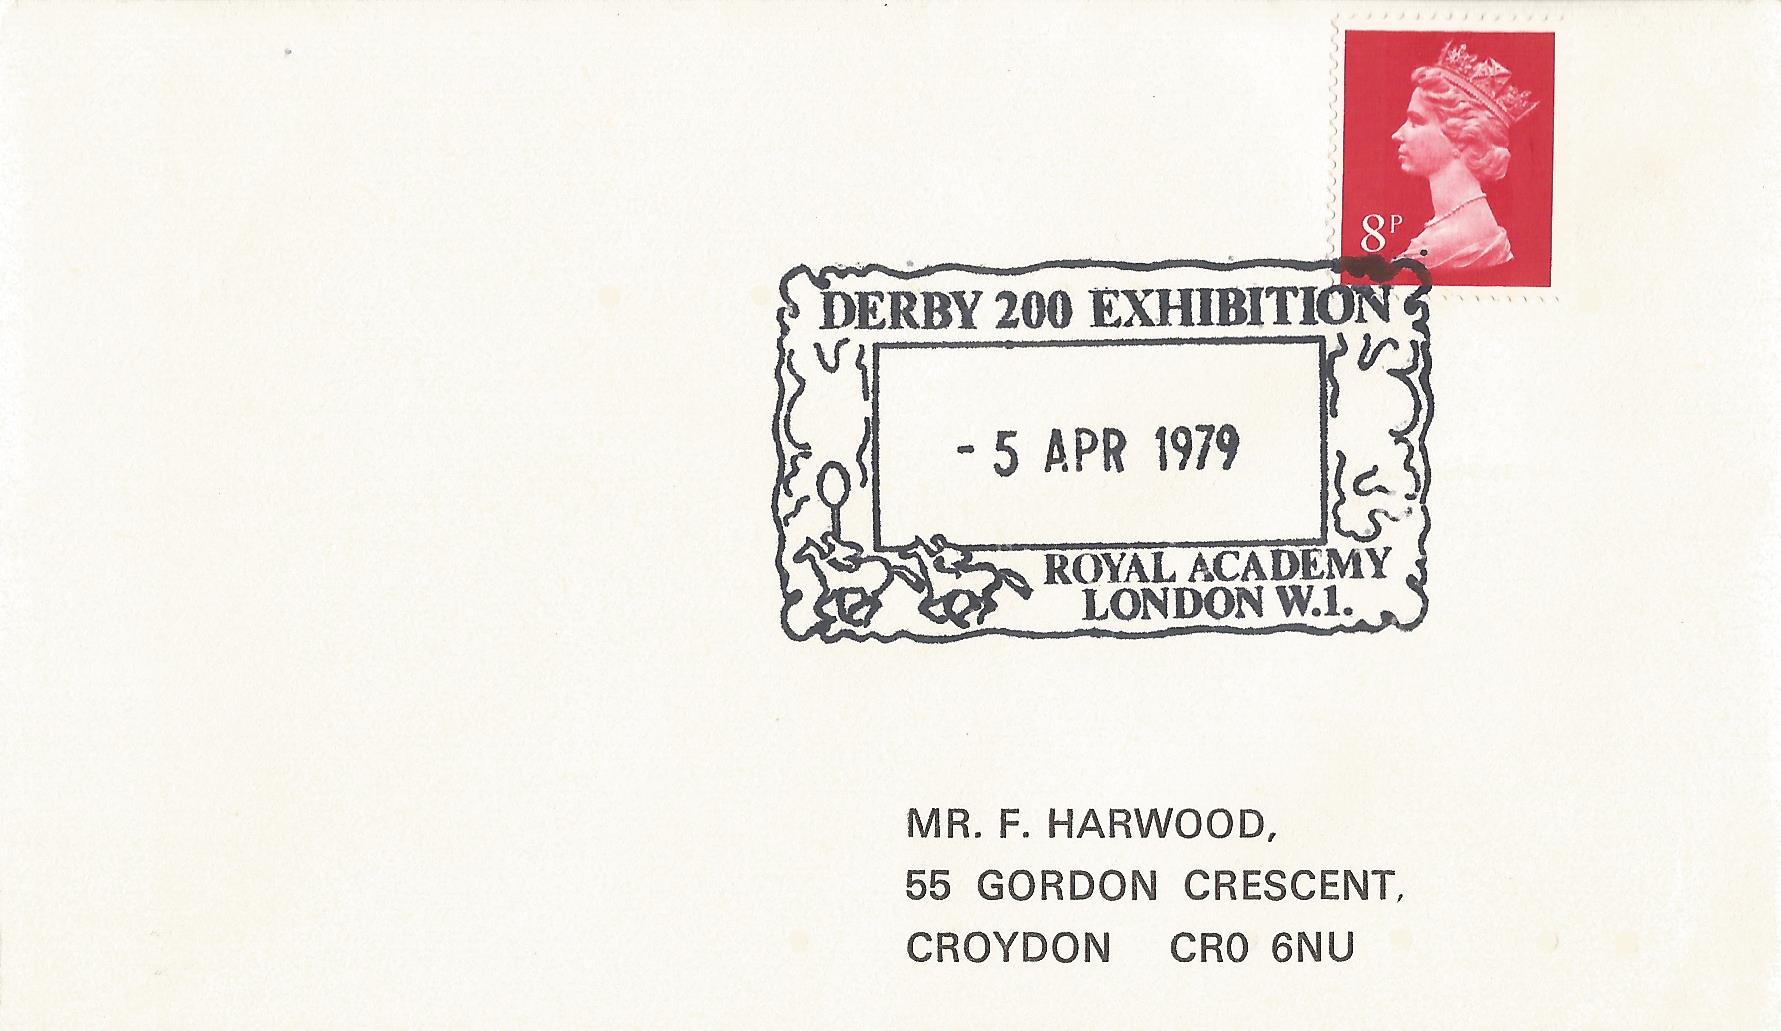 8P
DERBY 200 EXHIBITION
- 5 APR 1979
ROYAL ACADEMY
LONDON W.1.
MR. F. HARWOOD,
55 GORDON CRESCENT,
CROYDON CR0 6NU